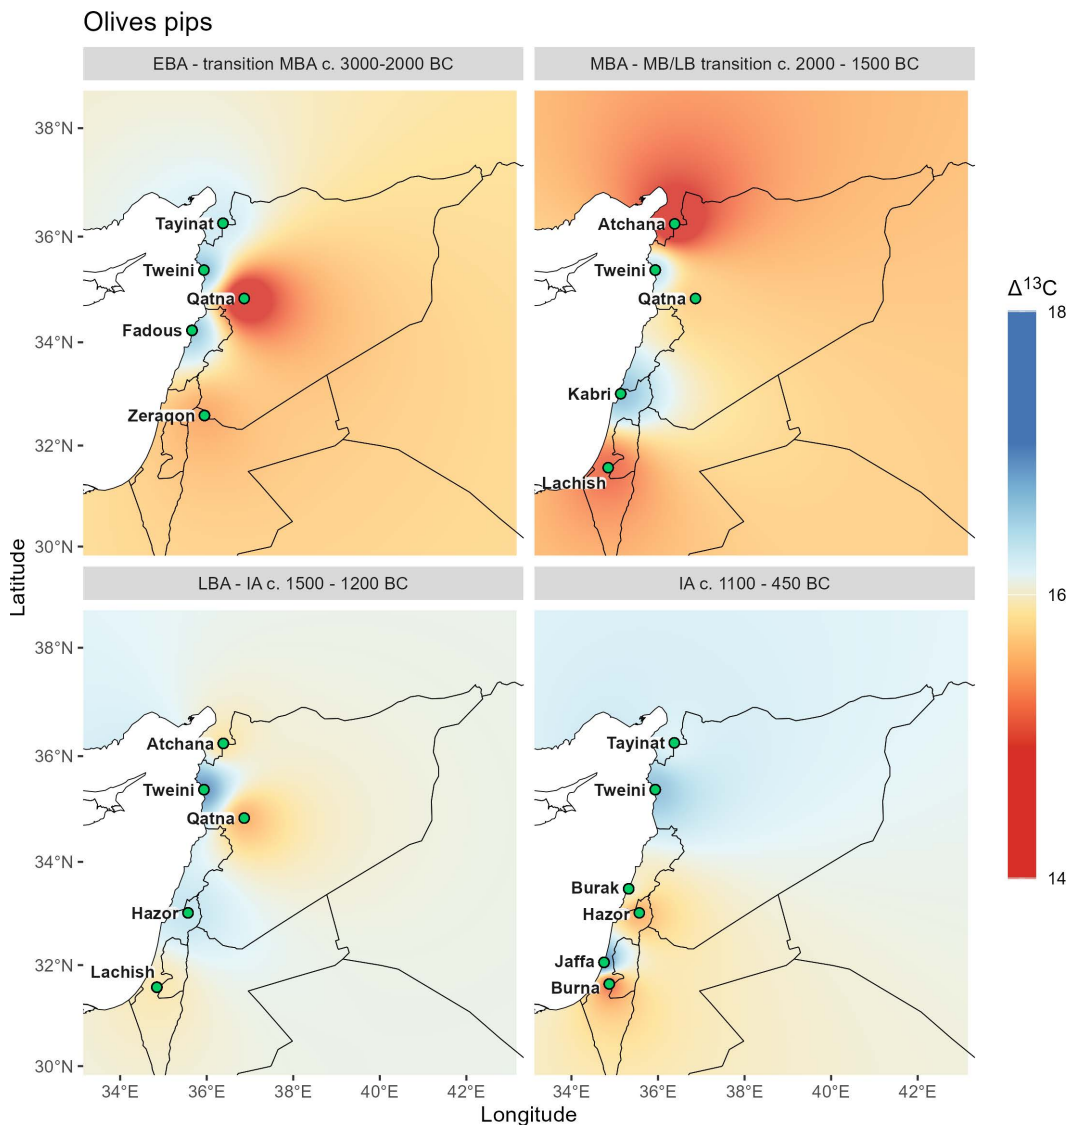 Olives pips
EBA - transition MBA c. 3000-2000 BC
MBA - MB/LB transition c. 2000 - 1500 BC
38°N
36°N
34°N
32°N
30°N
Tayinat
Tweini
Qatna
Fadous
Zeraqon
Atchana
Tweini
Qatna
Kabri
Lachish
Δ13C
18
16
14
Latitude
LBA - IA c. 1500 - 1200 BC
IA c. 1100 - 450 BC
38°N
36°N
34°N
32°N
30°N
Atchana
Tweini
Qatna
Hazor
Lachish
Tayinat
Tweini
Burak
Hazor
Jaffa
Burna
34°E 36°E 38°E 40°E 42°E
34°E 36°E 38°E 40°E 42°E
Longitude